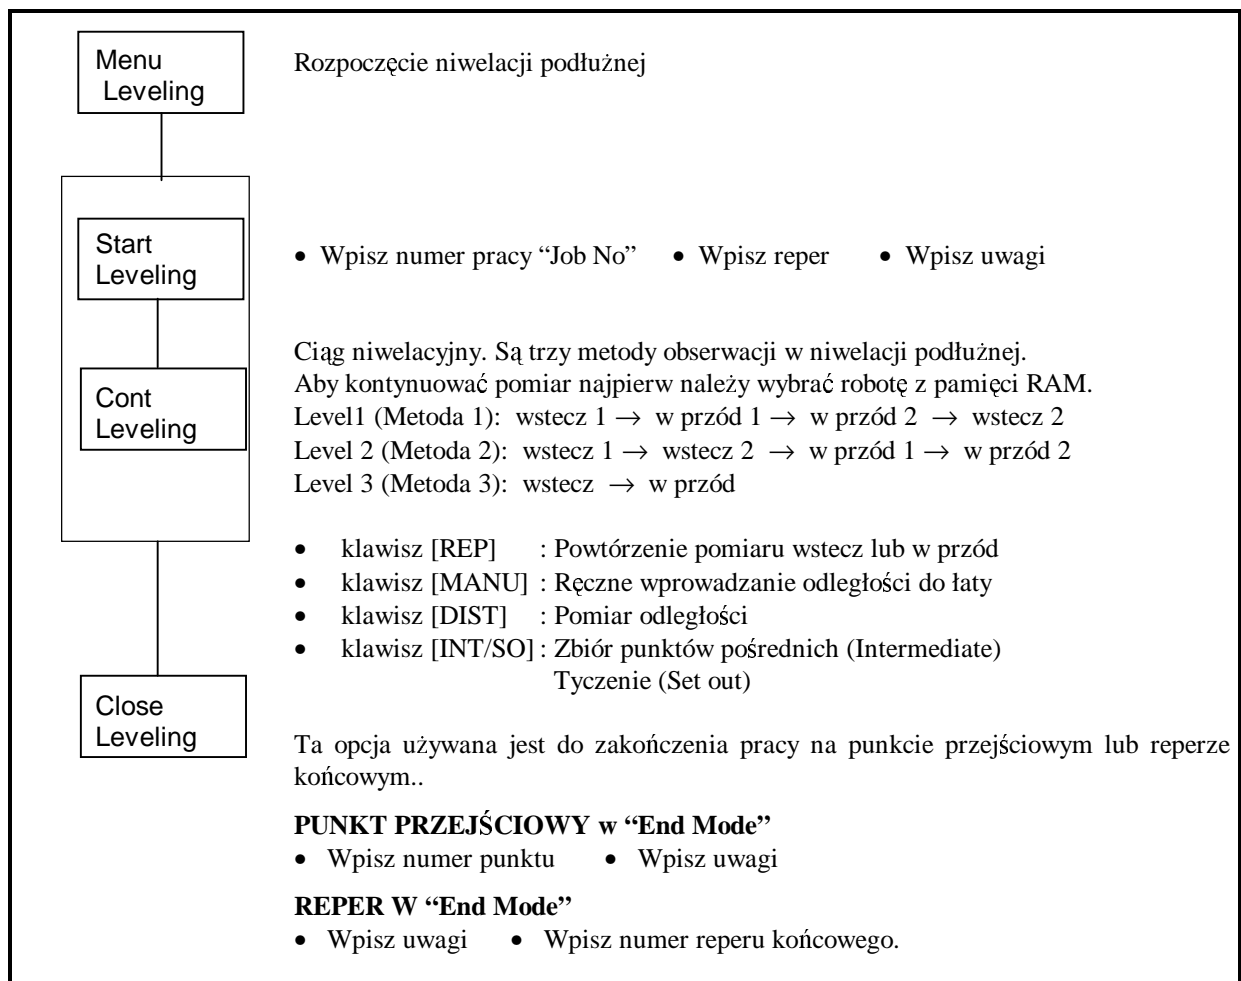 Menu
Leveling
Rozpoczęcie niwelacji podłużnej
Start
Leveling
• Wpisz numer pracy “Job No” • Wpisz reper • Wpisz uwagi
Cont
Leveling
Ciąg niwelacyjny. Są trzy metody obserwacji w niwelacji podłużnej.
Aby kontynuować pomiar najpierw należy wybrać robotę z pamięci RAM.
Level1 (Metoda 1): wstecz 1 → w przód 1 → w przód 2 → wstecz 2
Level 2 (Metoda 2): wstecz 1 → wstecz 2 → w przód 1 → w przód 2
Level 3 (Metoda 3): wstecz → w przód
• klawisz [REP] : Powtórzenie pomiaru wstecz lub w przód
• klawisz [MANU] : Ręczne wprowadzanie odległości do łaty
• klawisz [DIST] : Pomiar odległości
• klawisz [INT/SO] : Zbiór punktów pośrednich (Intermediate)
Tyczenie (Set out)
Close
Leveling
Ta opcja używana jest do zakończenia pracy na punkcie przejściowym lub reperze
końcowym..
PUNKT PRZEJŚCIOWY w “End Mode”
• Wpisz numer punktu • Wpisz uwagi
REPER W “End Mode”
• Wpisz uwagi • Wpisz numer reperu końcowego.